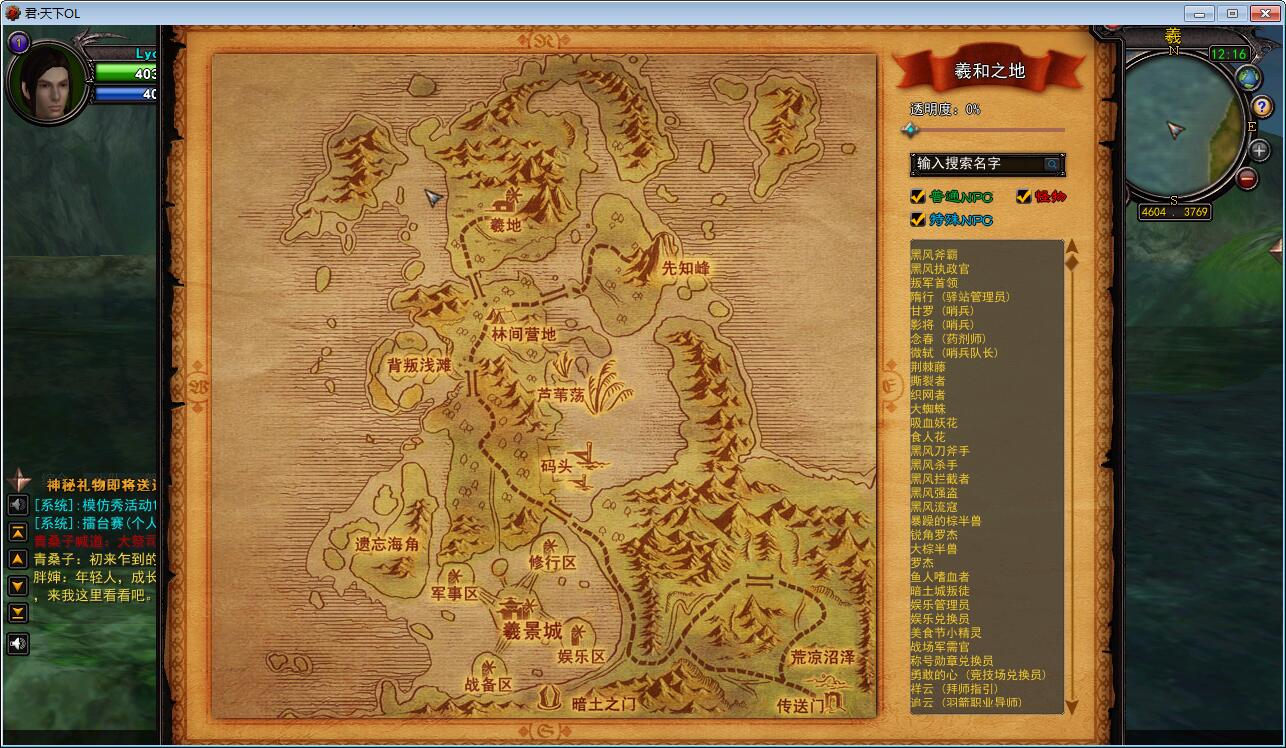 君·天下OL
1
Lyc
403
40
羲和之地
透明度：0%
输入搜索名字
普通NPC
怪物
特殊NPC
羲
N
12:16
E
S
4604 . 3769
N
W
E
S
羲地
先知峰
林间营地
背叛浅滩
芦苇荡
码头
遗忘海角
修行区
军事区
羲景城
娱乐区
荒凉沼泽
战备区
暗土之门
传送门
黑风斧霸
黑风执政官
叛军首领
隋行（驿站管理员）
甘罗（哨兵）
影将（哨兵）
念春（药剂师）
微轼（哨兵队长）
荆棘藤
撕裂者
织网者
大蜘蛛
吸血妖花
食人花
黑风刀斧手
黑风杀手
黑风拦截者
黑风强盗
黑风流寇
暴躁的棕半兽
锐角罗杰
大棕半兽
罗杰
鱼人嗜血者
暗土城叛徒
娱乐管理员
娱乐兑换员
美食节小精灵
战场军需官
称号勋章兑换员
勇敢的心（竞技场兑换员）
祥云（拜师指引）
追云（羽箭职业导师）
神秘礼物即将送
[系统]:模仿秀活动
[系统]:擂台赛(个人
青桑子喊道：大祭司
青桑子：初来乍到的
胖婶：年轻人，成长
，来我这里看看吧。